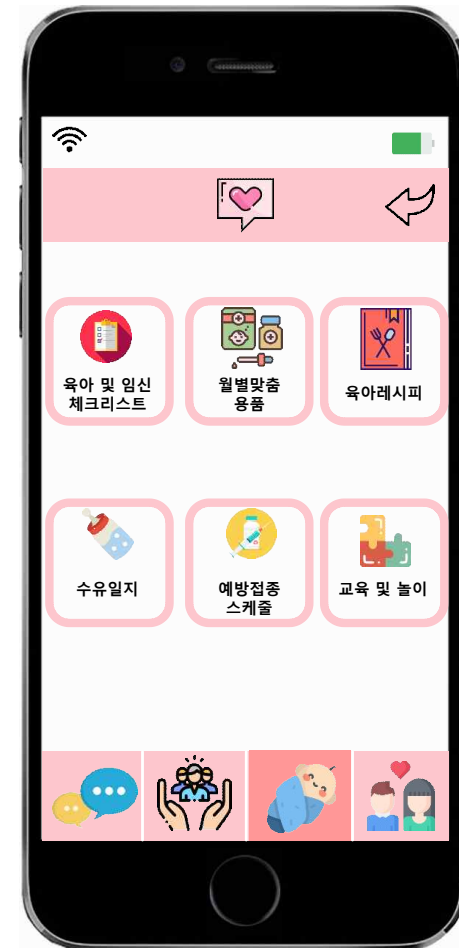 육아 및 임신
체크리스트
월별맞춤
용품
육아레시피
수유일지
예방접종
스케줄
교육 및 놀이